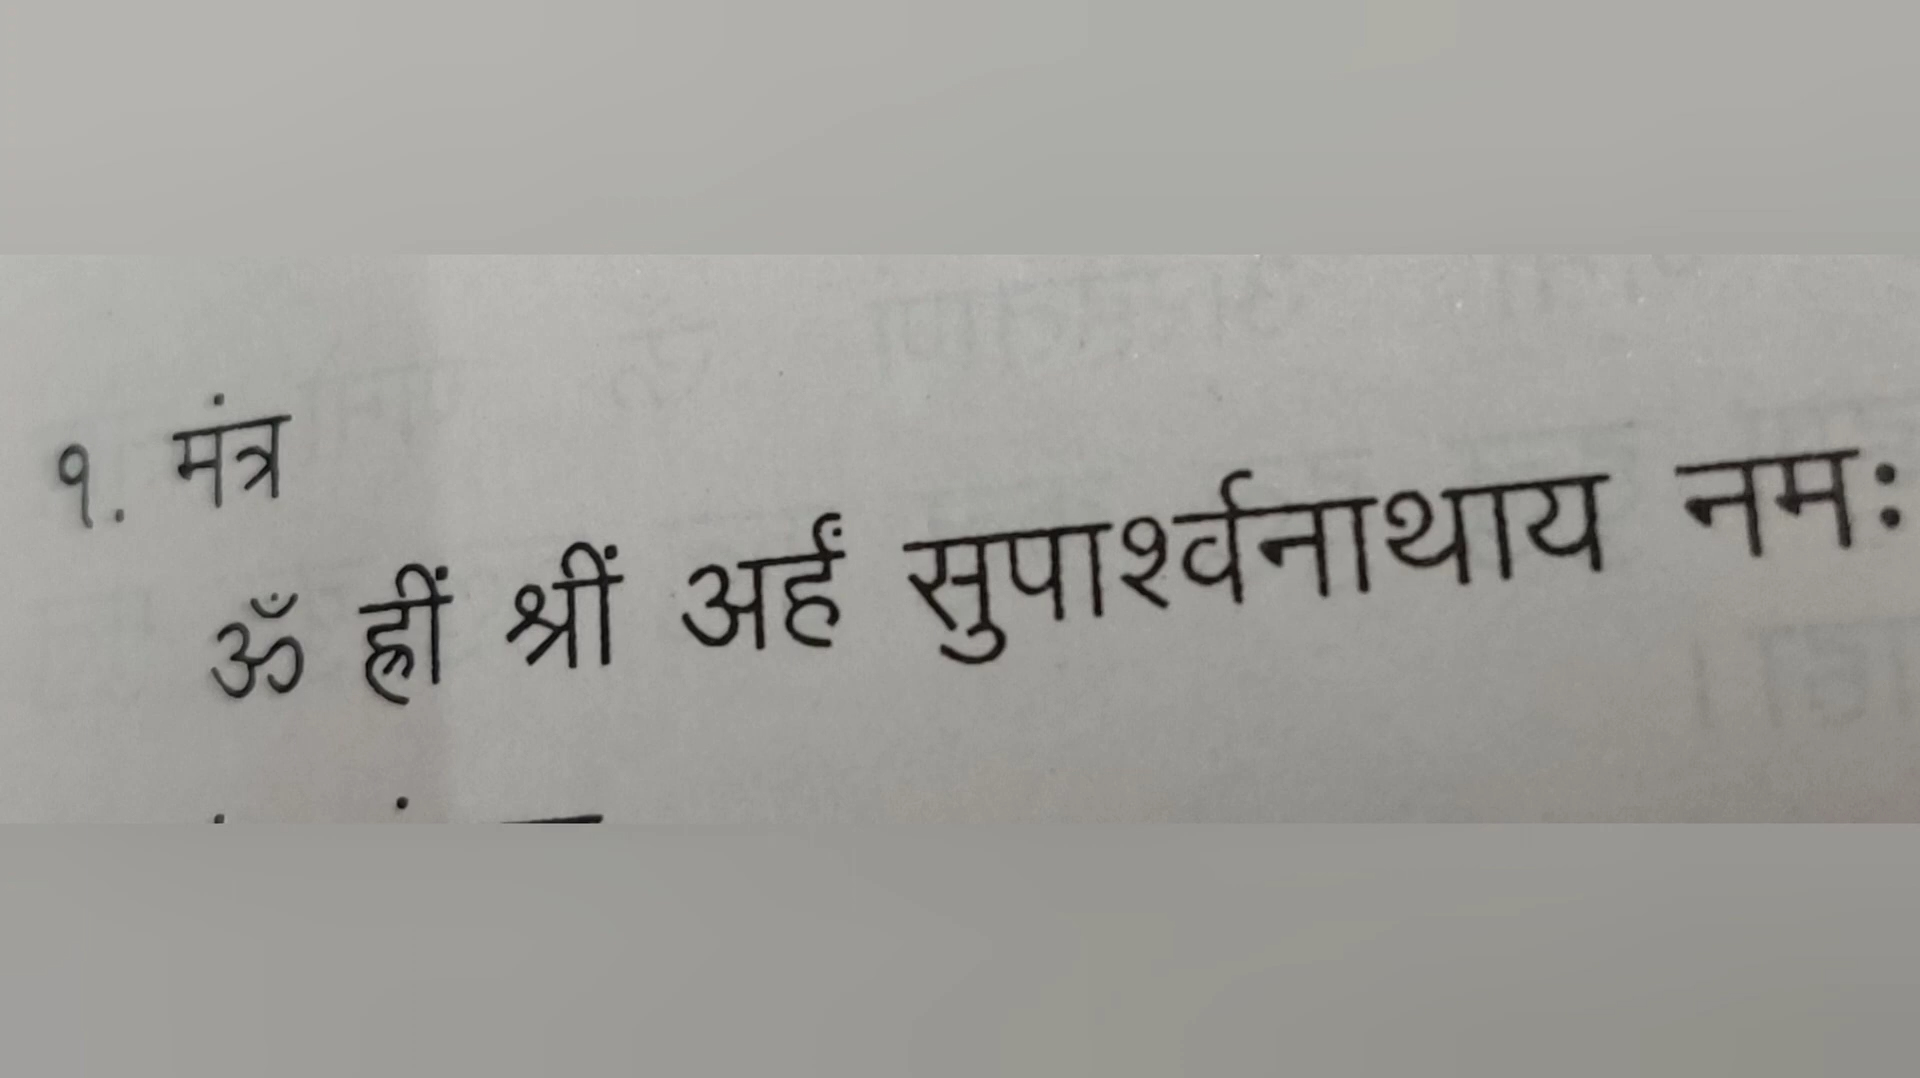 १. मंत्र
ॐ ह्रीं श्रीं अर्हं सुपार्श्वनाथाय नमः